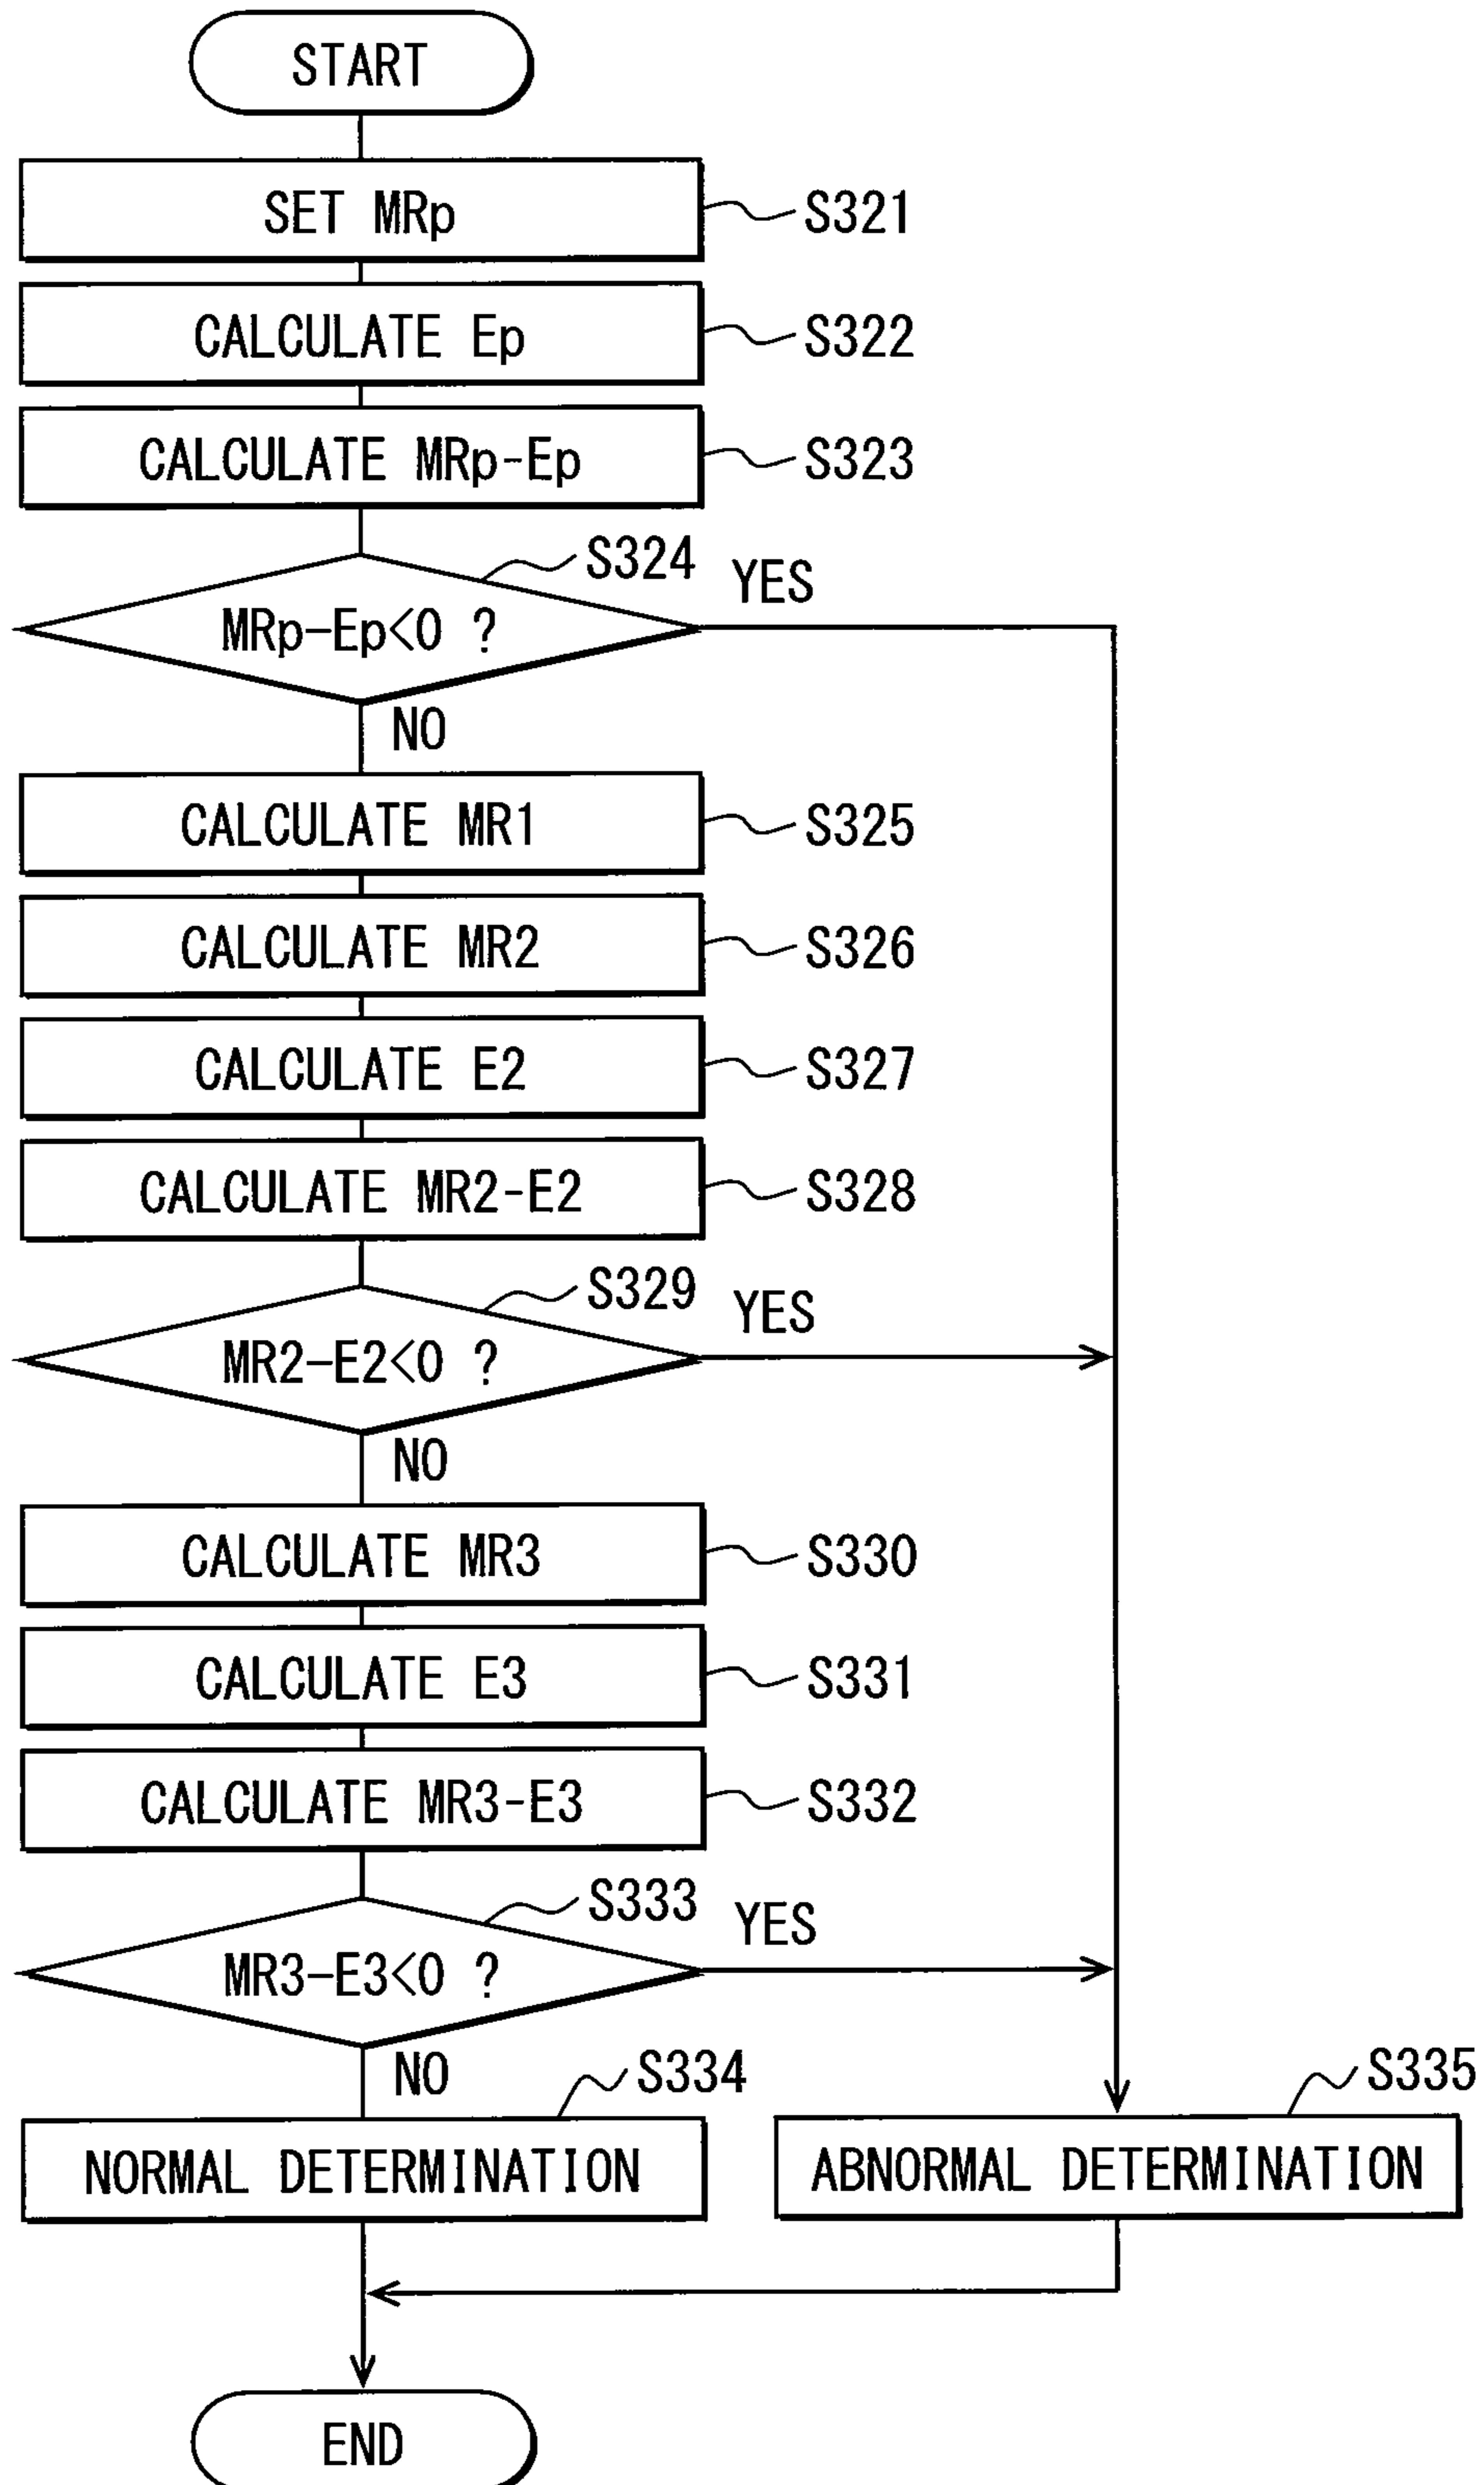 START
SET MRp
S321
CALCULATE Ep
S322
CALCULATE MRp-Ep
S323
S324
MRp-Ep<0 ?
YES
NO
CALCULATE MR1
S325
CALCULATE MR2
S326
CALCULATE E2
S327
CALCULATE MR2-E2
S328
S329
MR2-E2<0 ?
YES
NO
CALCULATE MR3
S330
CALCULATE E3
S331
CALCULATE MR3-E3
S332
S333
MR3-E3<0 ?
YES
NO
S334
NORMAL DETERMINATION
S335
ABNORMAL DETERMINATION
END